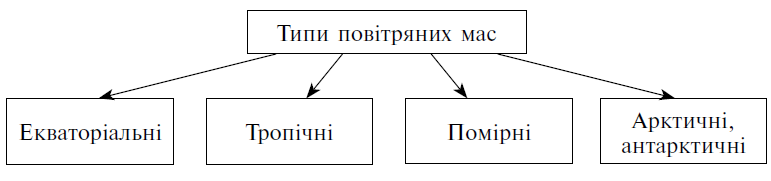 Типи повітряних мас
Екваторіальні
Тропічні
Помірні
Арктичні,
антарктичні